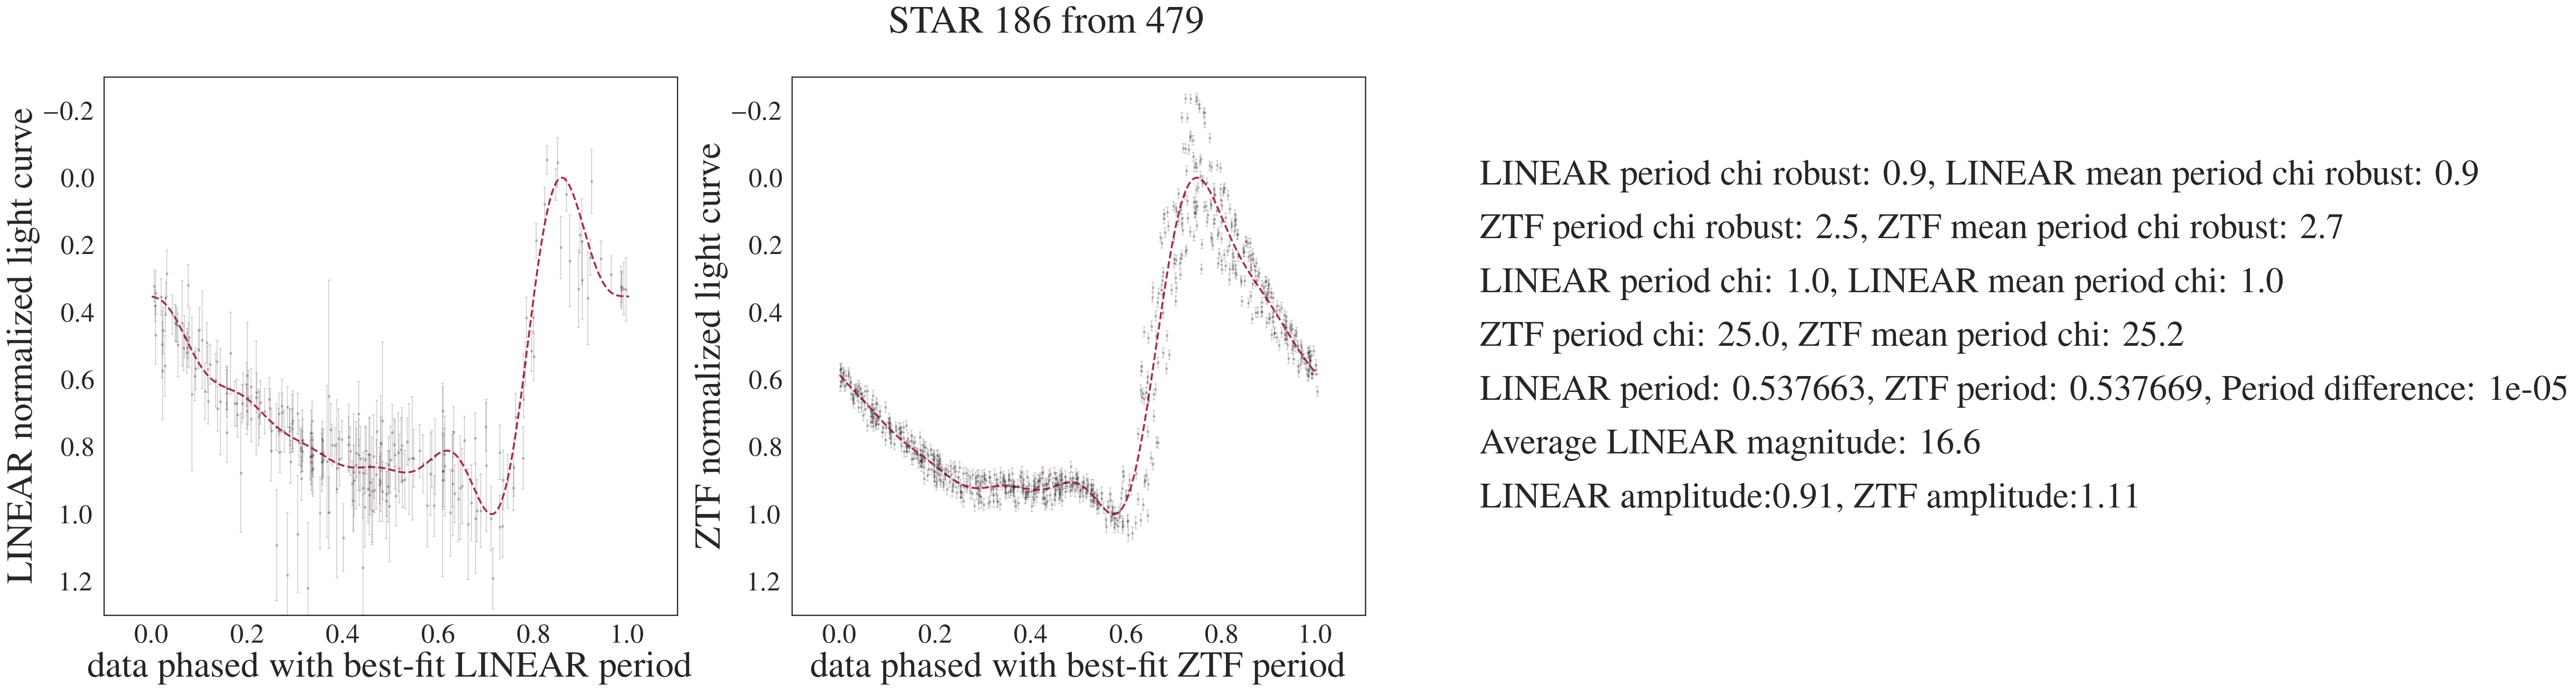 STAR 186 from 479
LINEAR normalized light curve
−0.2
0.0
0.2
0.4
0.6
0.8
1.0
1.2
0.0 0.2 0.4 0.6 0.8 1.0
data phased with best-fit LINEAR period
ZTF normalized light curve
−0.2
0.0
0.2
0.4
0.6
0.8
1.0
1.2
0.0 0.2 0.4 0.6 0.8 1.0
data phased with best-fit ZTF period
LINEAR period chi robust: 0.9, LINEAR mean period chi robust: 0.9
ZTF period chi robust: 2.5, ZTF mean period chi robust: 2.7
LINEAR period chi: 1.0, LINEAR mean period chi: 1.0
ZTF period chi: 25.0, ZTF mean period chi: 25.2
LINEAR period: 0.537663, ZTF period: 0.537669, Period difference: 1e-05
Average LINEAR magnitude: 16.6
LINEAR amplitude:0.91, ZTF amplitude:1.11